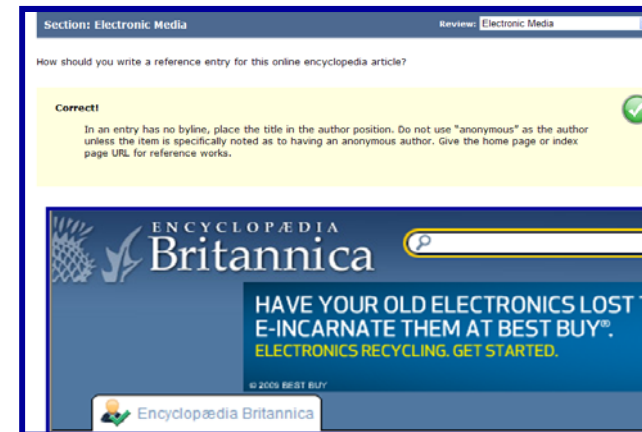 Section: Electronic Media
Review: Electronic Media
How should you write a reference entry for this online encyclopedia article?
Correct!
In an entry has no byline, place the title in the author position. Do not use "anonymous" as the author
unless the item is specifically noted as to having an anonymous author. Give the home page or index
page URL for reference works.
ENCYCLOPÆDIA
Britannica
HAVE YOUR OLD ELECTRONICS LOST
E-INCARNATE THEM AT BEST BUY®.
ELECTRONICS RECYCLING. GET STARTED.
© 2009 BEST BUY
Encyclopædia Britannica